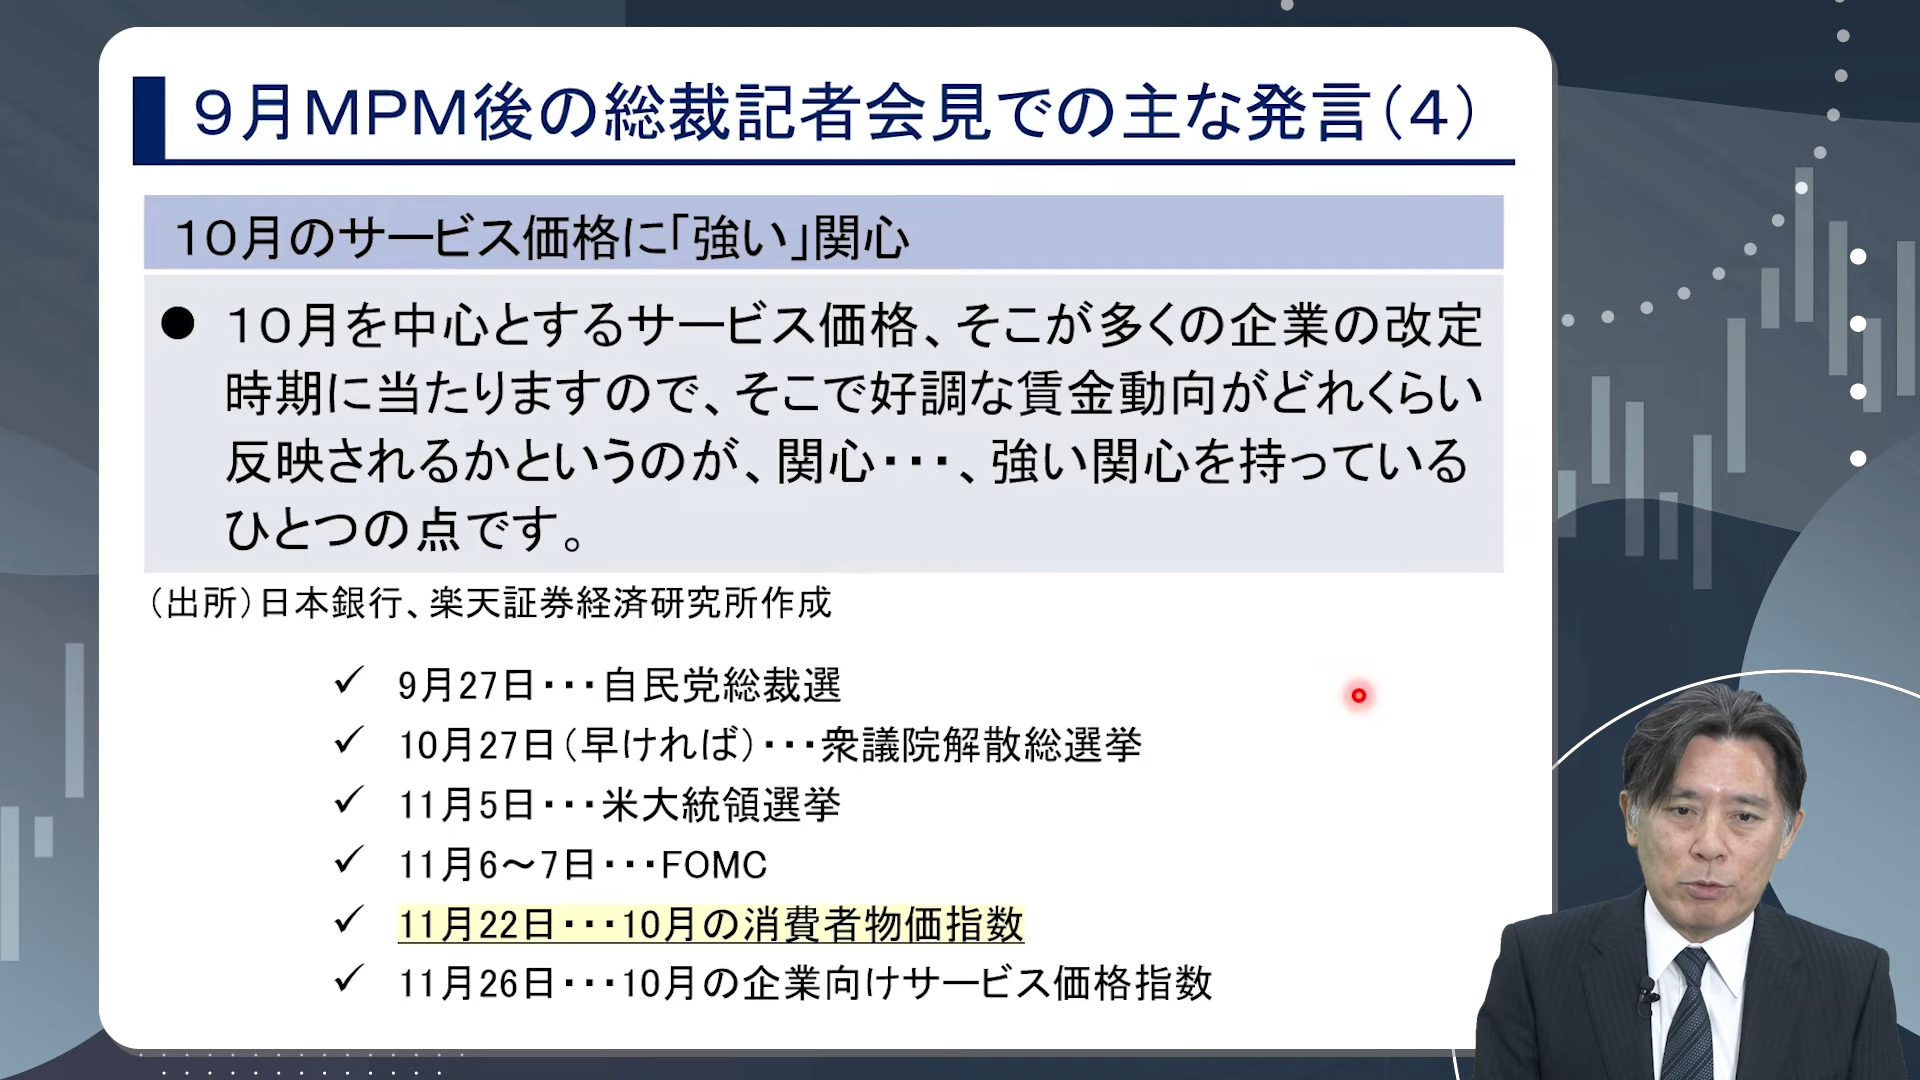 ９月ＭＰＭ後の総裁記者会見での主な発言（４）
１０月のサービス価格に「強い」関心
● １０月を中心とするサービス価格、そこが多くの企業の改定
時期に当たりますので、そこで好調な賃金動向がどれくらい
反映されるかというのが、関心・・・、強い関心を持っている
ひとつの点です。
（出所）日本銀行、楽天証券経済研究所作成
✓ 9月27日・・・自民党総裁選
✓ 10月27日（早ければ）・・・衆議院解散総選挙
✓ 11月5日・・・米大統領選挙
✓ 11月6～7日・・・FOMC
✓ 11月22日・・・10月の消費者物価指数
✓ 11月26日・・・10月の企業向けサービス価格指数